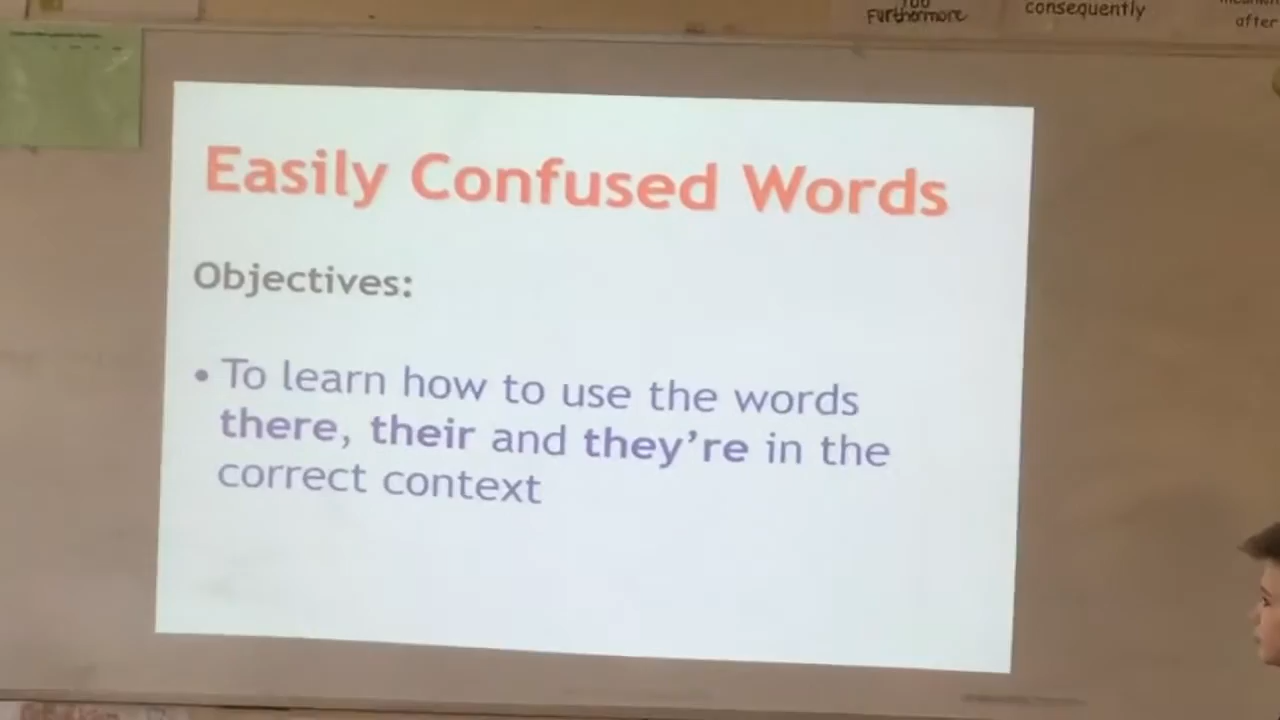 too
Furthermore
consequently
after
Easily Confused Words
Objectives:
• To learn how to use the words
there, their and they're in the
correct context